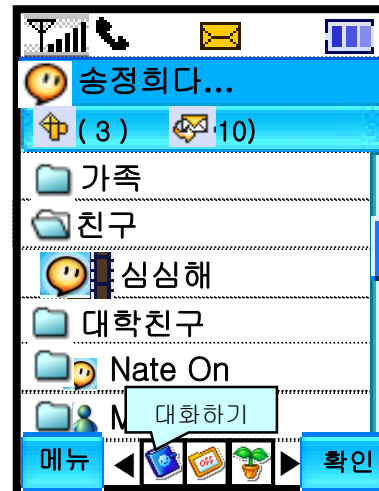 송정희다...
(3) 10)
가족
친구
심심해
대학친구
Nate On
대화하기
메뉴 OFF 확인